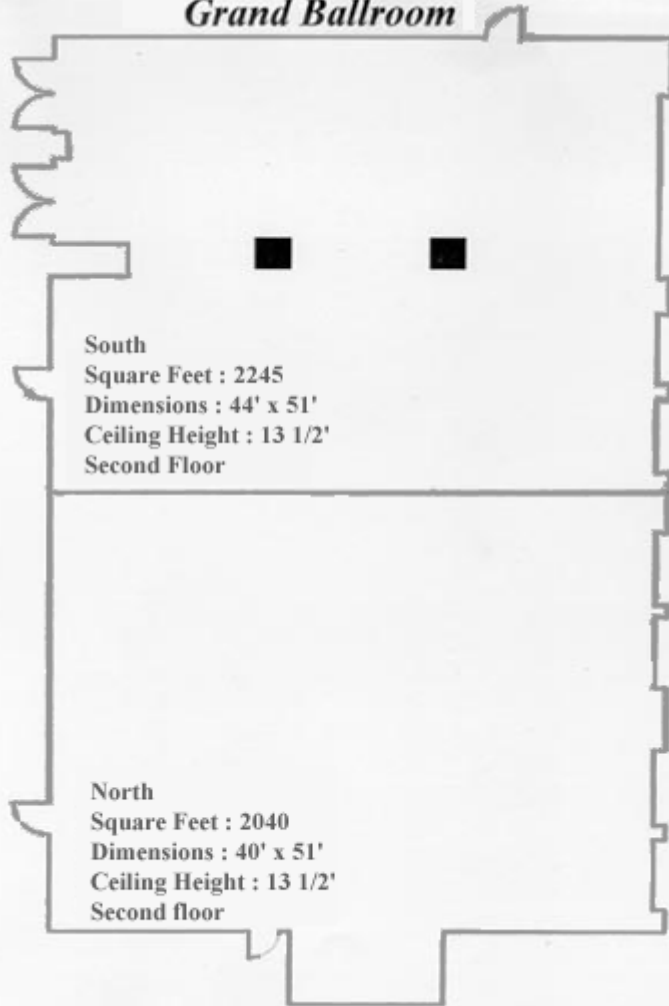 Grand Ballroom
South
Square Feet : 2245
Dimensions : 44' x 51'
Ceiling Height : 13 1/2'
Second Floor
North
Square Feet : 2040
Dimensions : 40' x 51'
Ceiling Height : 13 1/2'
Second floor